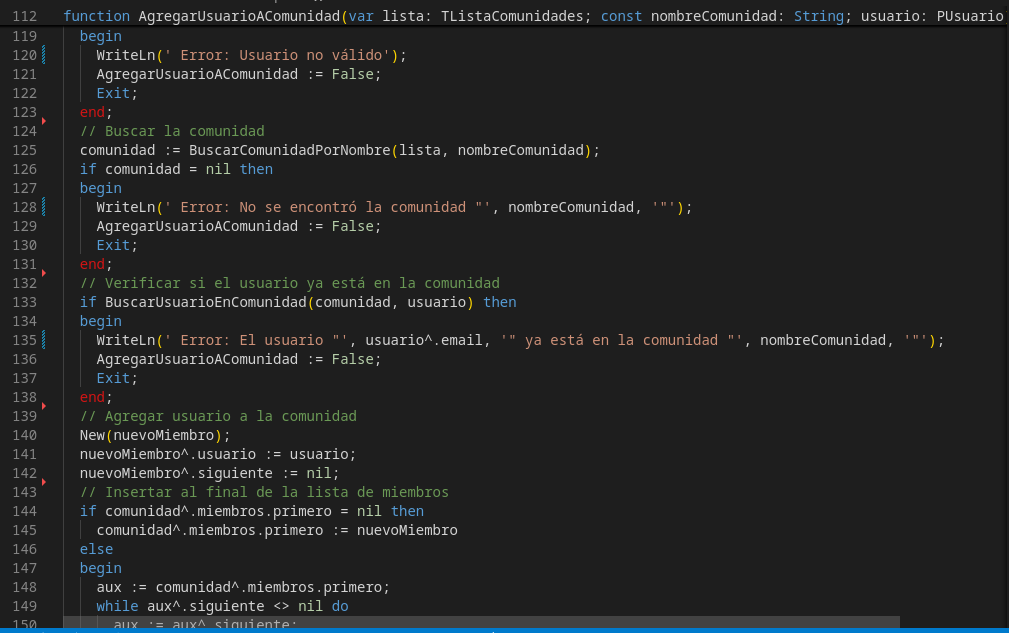 112 function AgregarUsuarioAComunidad(var lista: TListaComunidades; const nombreComunidad: String; usuario: PUsuario
119 begin
120 WriteLn(' Error: Usuario no válido');
121 AgregarUsuarioAComunidad := False;
122 Exit;
123 end;
124 // Buscar la comunidad
125 comunidad := BuscarComunidadPorNombre(lista, nombreComunidad);
126 if comunidad = nil then
127 begin
128 WriteLn(' Error: No se encontró la comunidad "', nombreComunidad, '"');
129 AgregarUsuarioAComunidad := False;
130 Exit;
131 end;
132 // Verificar si el usuario ya está en la comunidad
133 if BuscarUsuarioEnComunidad(comunidad, usuario) then
134 begin
135 WriteLn(' Error: El usuario "', usuario^.email, '" ya está en la comunidad "', nombreComunidad, '"');
136 AgregarUsuarioAComunidad := False;
137 Exit;
138 end;
139 // Agregar usuario a la comunidad
140 New(nuevoMiembro);
141 nuevoMiembro^.usuario := usuario;
142 nuevoMiembro^.siguiente := nil;
143 // Insertar al final de la lista de miembros
144 if comunidad^.miembros.primero = nil then
145 comunidad^.miembros.primero := nuevoMiembro
146 else
147 begin
148 aux := comunidad^.miembros.primero;
149 while aux^.siguiente <> nil do
150 aux := aux^.siguiente;